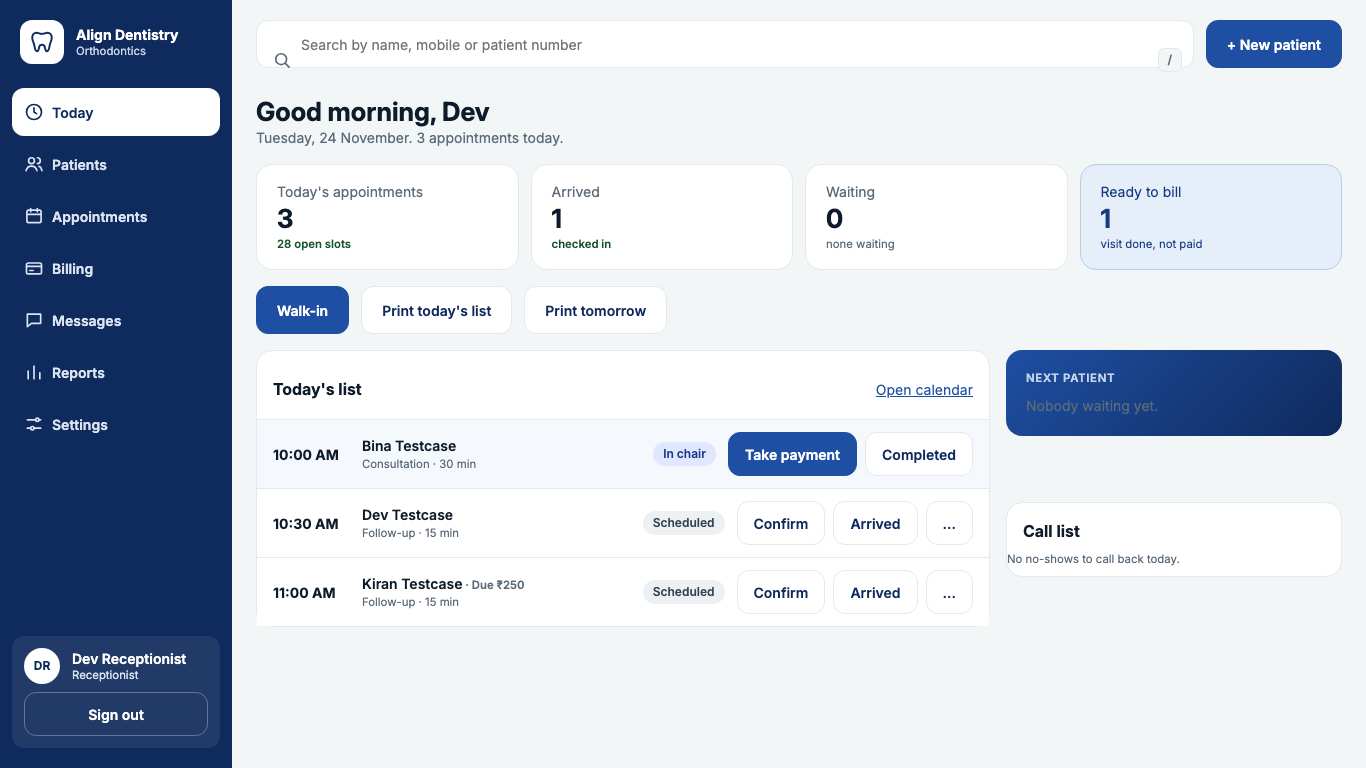 Align Dentistry
Orthodontics
Today
Patients
Appointments
Billing
Messages
Reports
Settings
DR
Dev Receptionist
Receptionist
Sign out
Search by name, mobile or patient number
/
+ New patient
Good morning, Dev
Tuesday, 24 November. 3 appointments today.
Today's appointments
3
28 open slots
Arrived
1
checked in
Waiting
0
none waiting
Ready to bill
1
visit done, not paid
Walk-in
Print today's list
Print tomorrow
Today's list
Open calendar
10:00 AM
Bina Testcase
Consultation · 30 min
In chair
Take payment
Completed
10:30 AM
Dev Testcase
Follow-up · 15 min
Scheduled
Confirm
Arrived
...
11:00 AM
Kiran Testcase · Due ₹250
Follow-up · 15 min
Scheduled
Confirm
Arrived
...
NEXT PATIENT
Nobody waiting yet.
Call list
No no-shows to call back today.